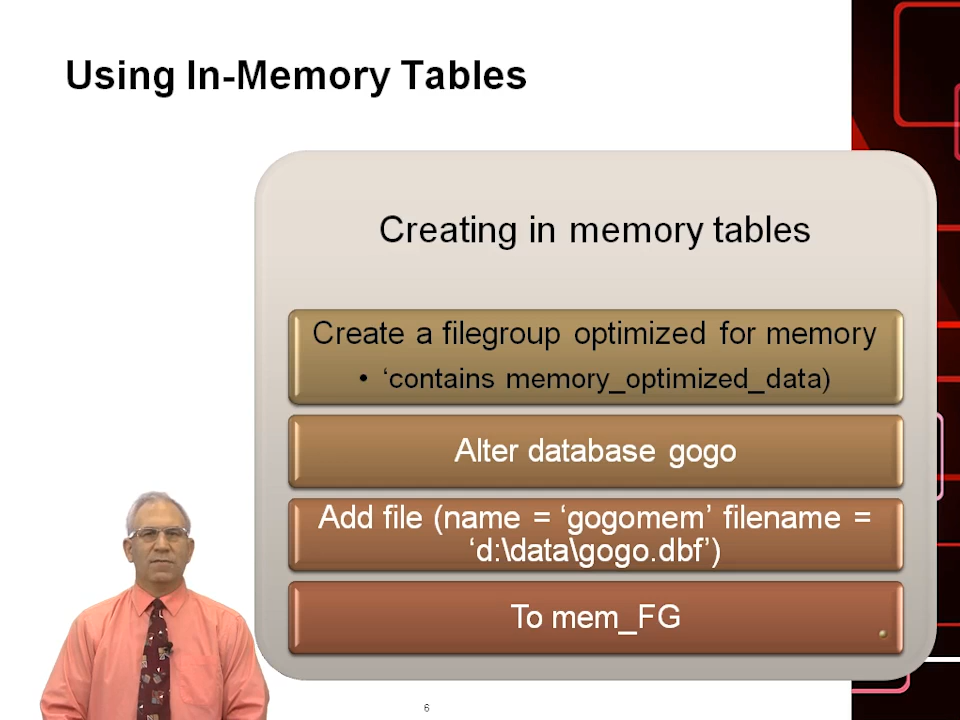 Using In-Memory Tables
Creating in memory tables
Create a filegroup optimized for memory
• ‘contains memory_optimized_data)
Alter database gogo
Add file (name = ‘gogomem’ filename =
‘d:\data\gogo.dbf’)
To mem_FG
6